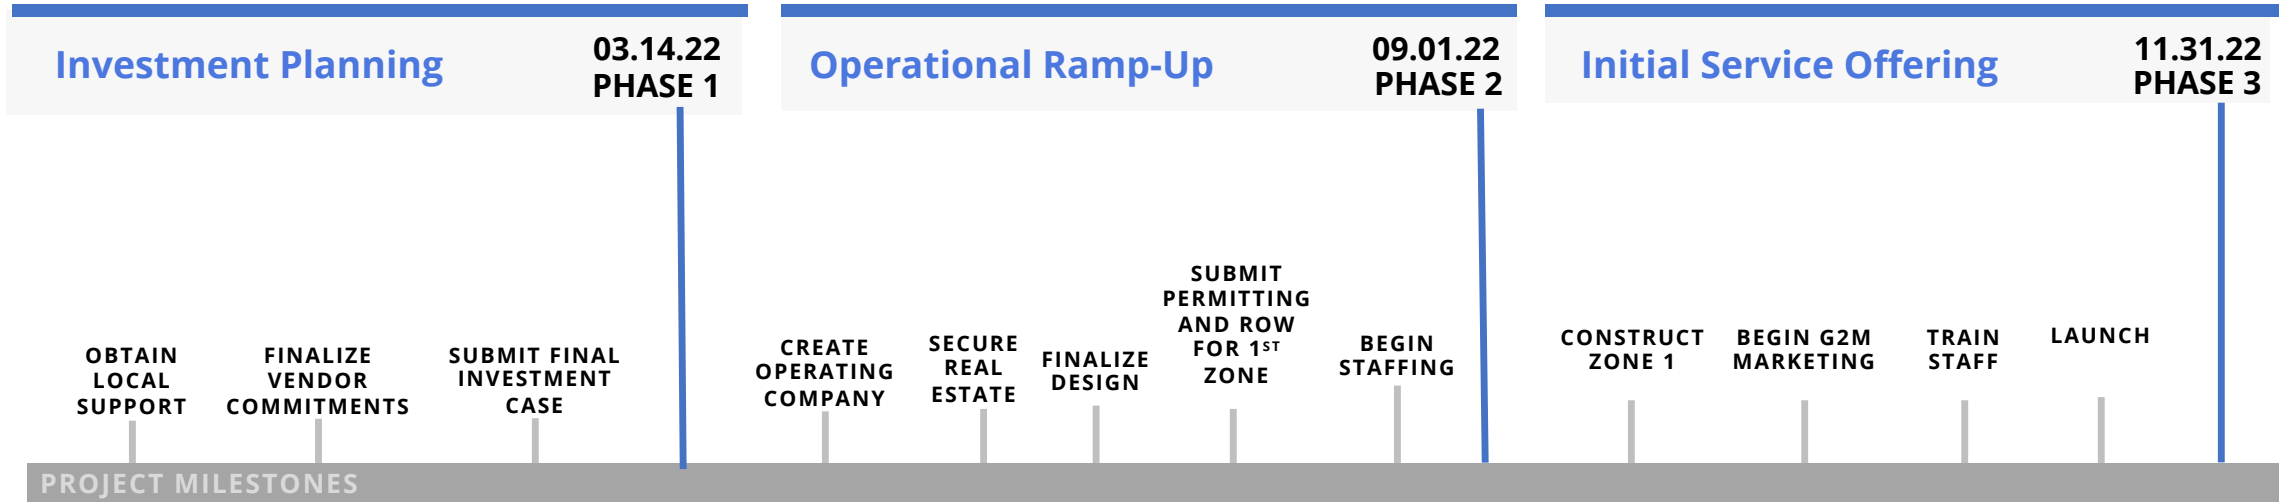 Investment Planning
03.14.22
PHASE 1
Operational Ramp-Up
09.01.22
PHASE 2
Initial Service Offering
11.31.22
PHASE 3
OBTAIN
LOCAL
SUPPORT
FINALIZE
VENDOR
COMMITMENTS
SUBMIT FINAL
INVESTMENT
CASE
CREATE
OPERATING
COMPANY
SECURE
REAL
ESTATE
FINALIZE
DESIGN
SUBMIT
PERMITTING
AND ROW
FOR 1ST
ZONE
BEGIN
STAFFING
CONSTRUCT
ZONE 1
BEGIN G2M
MARKETING
TRAIN
STAFF
LAUNCH
PROJECT MILESTONES